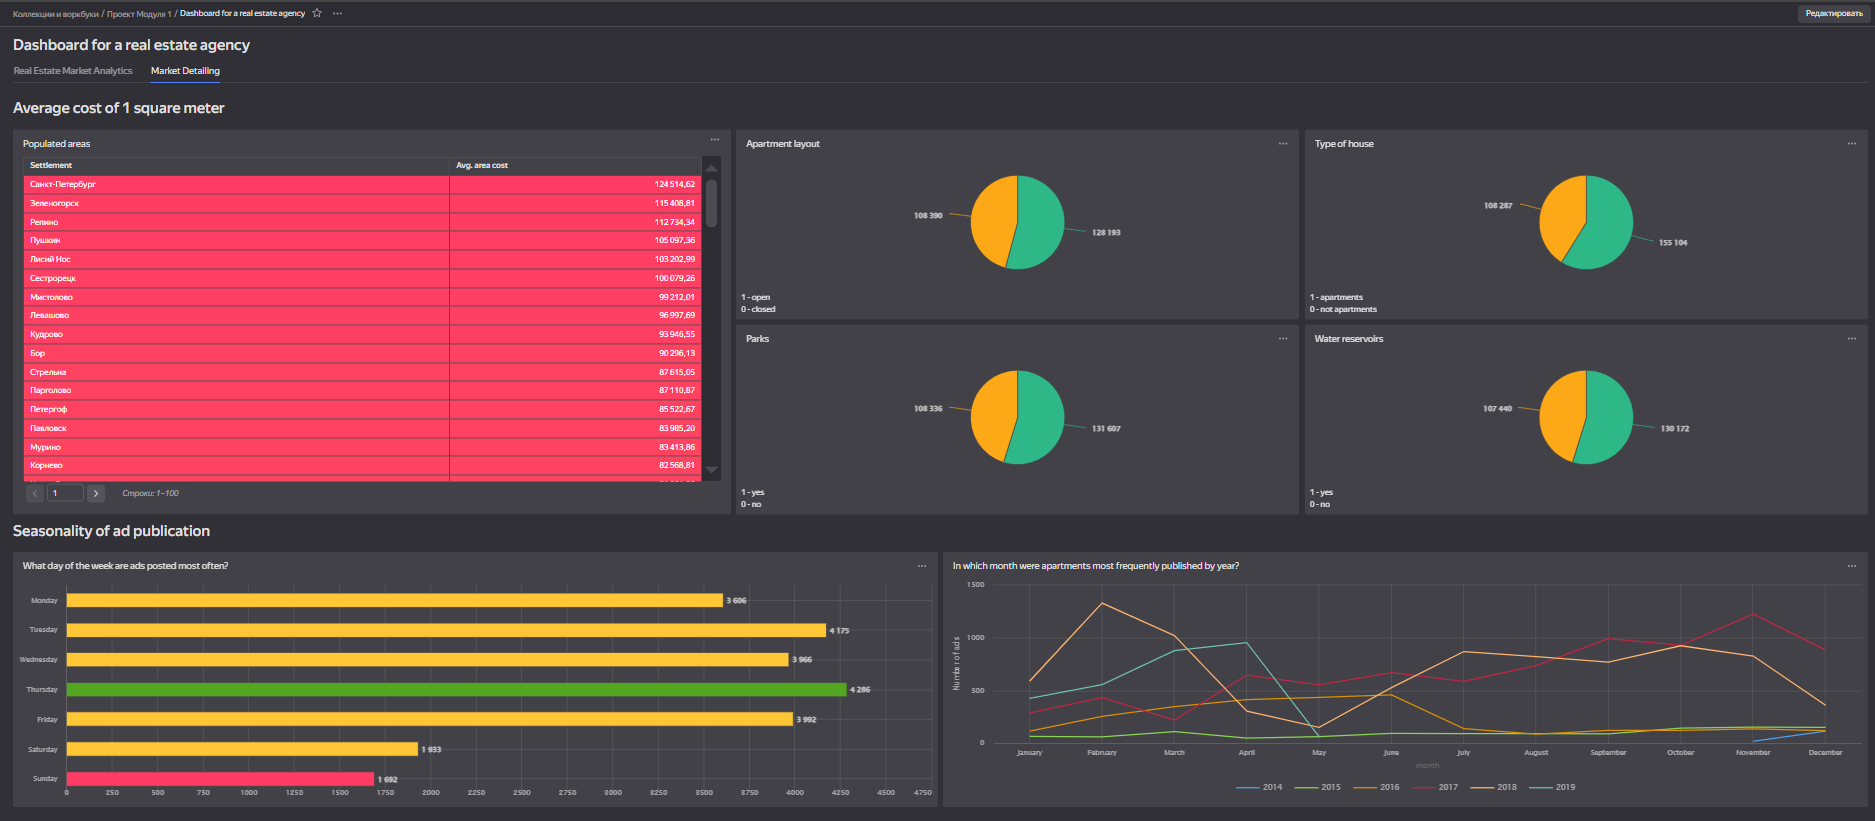 Коллекции и воркбуки / Проект Модуля 1 / Dashboard for a real estate agency
Редактировать
Dashboard for a real estate agency
Real Estate Market Analytics Market Detailing
Average cost of 1 square meter
Populated areas
Settlement Avg. area cost
Санкт-Петербург 124 514,62
Зеленогорск 115 408,81
Репино 112 734,34
Пушкин 105 097,36
Лисий Нос 103 202,99
Сестрорецк 100 079,26
Мистолово 99 212,01
Левашово 96 997,69
Кудрово 93 946,55
Бор 90 296,13
Стрельна 87 615,05
Парголово 87 110,87
Петергоф 85 522,67
Павловск 83 985,20
Мурино 83 413,86
Корнево 82 568,81
1
Строки: 1–100
Apartment layout
108 390
128 193
1 - open
0 - closed
Type of house
108 287
155 104
1 - apartments
0 - not apartments
Parks
108 336
131 607
1 - yes
0 - no
Water reservoirs
107 440
130 172
1 - yes
0 - no
Seasonality of ad publication
What day of the week are ads posted most often?
Monday 3 606
Tuesday 4 175
Wednesday 3 966
Thursday 4 286
Friday 3 992
Saturday 1 933
Sunday 1 692
0 250 500 750 1000 1250 1500 1750 2000 2250 2500 2750 3000 3250 3500 3750 4000 4250 4500 4750
In which month were apartments most frequently published by year?
1500
1000
500
0
Number of ads
January February March April May June July August September October November December
month
2014 2015 2016 2017 2018 2019